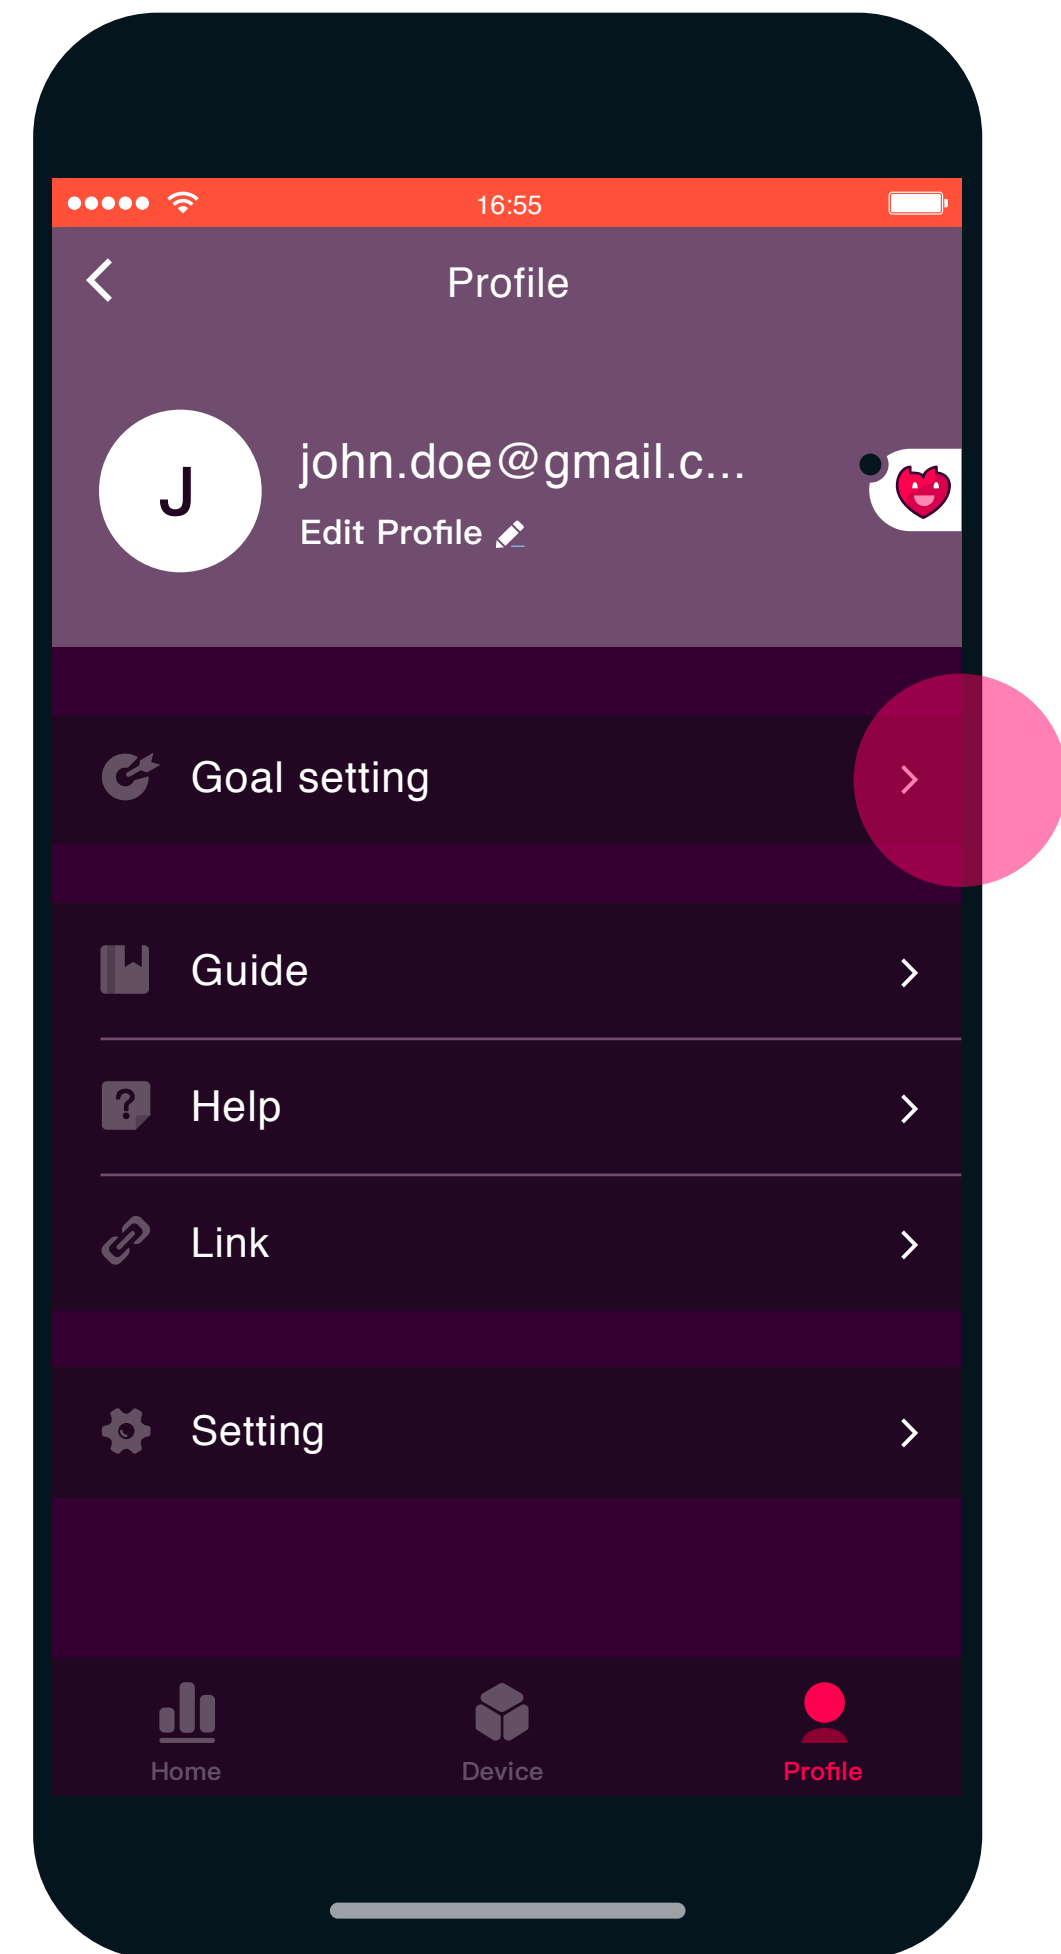 16:55
Profile
J
john.doe@gmail.c...
Edit Profile
Goal setting
Guide
?
Help
Link
Setting
Home
Device
Profile